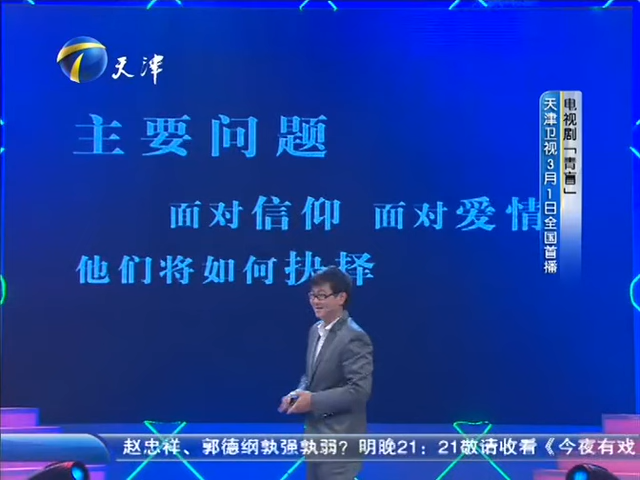 天津
主要问题
面对信仰 面对爱情
他们将如何抉择
电视剧「青盲」
天津卫视3月1日全国首播
赵忠祥、郭德纲孰强孰弱？明晚21：21敬请收看《今夜有戏